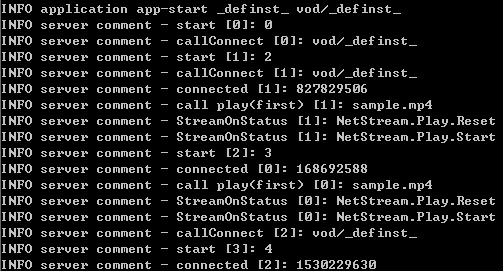 INFO application app-start _definst_ vod/_definst_
INFO server comment - start [0]: 0
INFO server comment - callConnect [0]: vod/_definst_
INFO server comment - start [1]: 2
INFO server comment - callConnect [1]: vod/_definst_
INFO server comment - connected [1]: 827829506
INFO server comment - call play(first) [1]: sample.mp4
INFO server comment - StreamOnStatus [1]: NetStream.Play.Reset
INFO server comment - StreamOnStatus [1]: NetStream.Play.Start
INFO server comment - start [2]: 3
INFO server comment - connected [0]: 168692588
INFO server comment - call play(first) [0]: sample.mp4
INFO server comment - StreamOnStatus [0]: NetStream.Play.Reset
INFO server comment - StreamOnStatus [0]: NetStream.Play.Start
INFO server comment - callConnect [2]: vod/_definst_
INFO server comment - start [3]: 4
INFO server comment - connected [2]: 1530229630